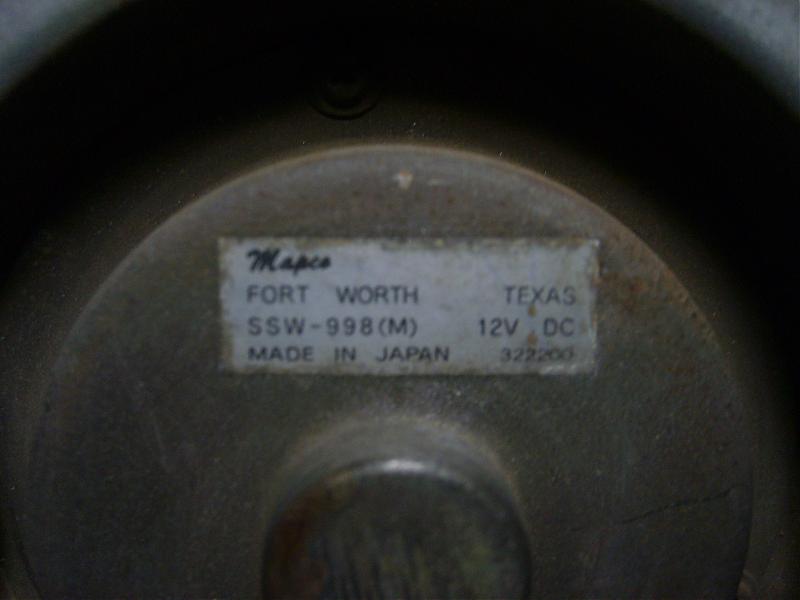 Mapco
FORT WORTH TEXAS
SSW-998(M) 12V DC
MADE IN JAPAN 322200